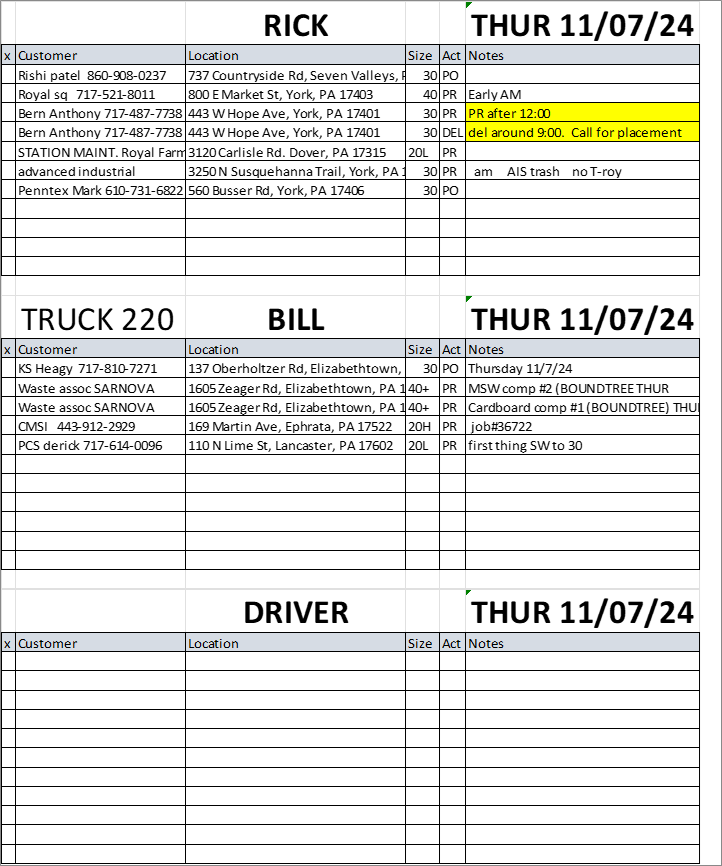 RICK THUR 11/07/24
x Customer Location Size Act Notes
Rishi patel 860-908-0237 737 Countryside Rd, Seven Valleys, 30 PO
Royal sq 717-521-8011 800 E Market St, York, PA 17403 40 PR Early AM
Bern Anthony 717-487-7738 443 W Hope Ave, York, PA 17401 30 PR PR after 12:00
Bern Anthony 717-487-7738 443 W Hope Ave, York, PA 17401 30 DEL del around 9:00. Call for placement
STATION MAINT. Royal Farm 3120 Carlisle Rd. Dover, PA 17315 20L PR
advanced industrial 3250 N Susquehanna Trail, York, PA 1 30 PR am AIS trash no T-roy
Penntex Mark 610-731-6822 560 Busser Rd, York, PA 17406 30 PO
TRUCK 220 BILL THUR 11/07/24
x Customer Location Size Act Notes
KS Heagy 717-810-7271 137 Oberholtzer Rd, Elizabethtown, 30 PO Thursday 11/7/24
Waste assoc SARNOVA 1605 Zeager Rd, Elizabethtown, PA 1 40+ PR MSW comp #2 (BOUNDTREE THUR
Waste assoc SARNOVA 1605 Zeager Rd, Elizabethtown, PA 1 40+ PR Cardboard comp #1 (BOUNDTREE) THU
CMSI 443-912-2929 169 Martin Ave, Ephrata, PA 17522 20H PR job#36722
PCS derick 717-614-0096 110 N Lime St, Lancaster, PA 17602 20L PR first thing SW to 30
DRIVER THUR 11/07/24
x Customer Location Size Act Notes